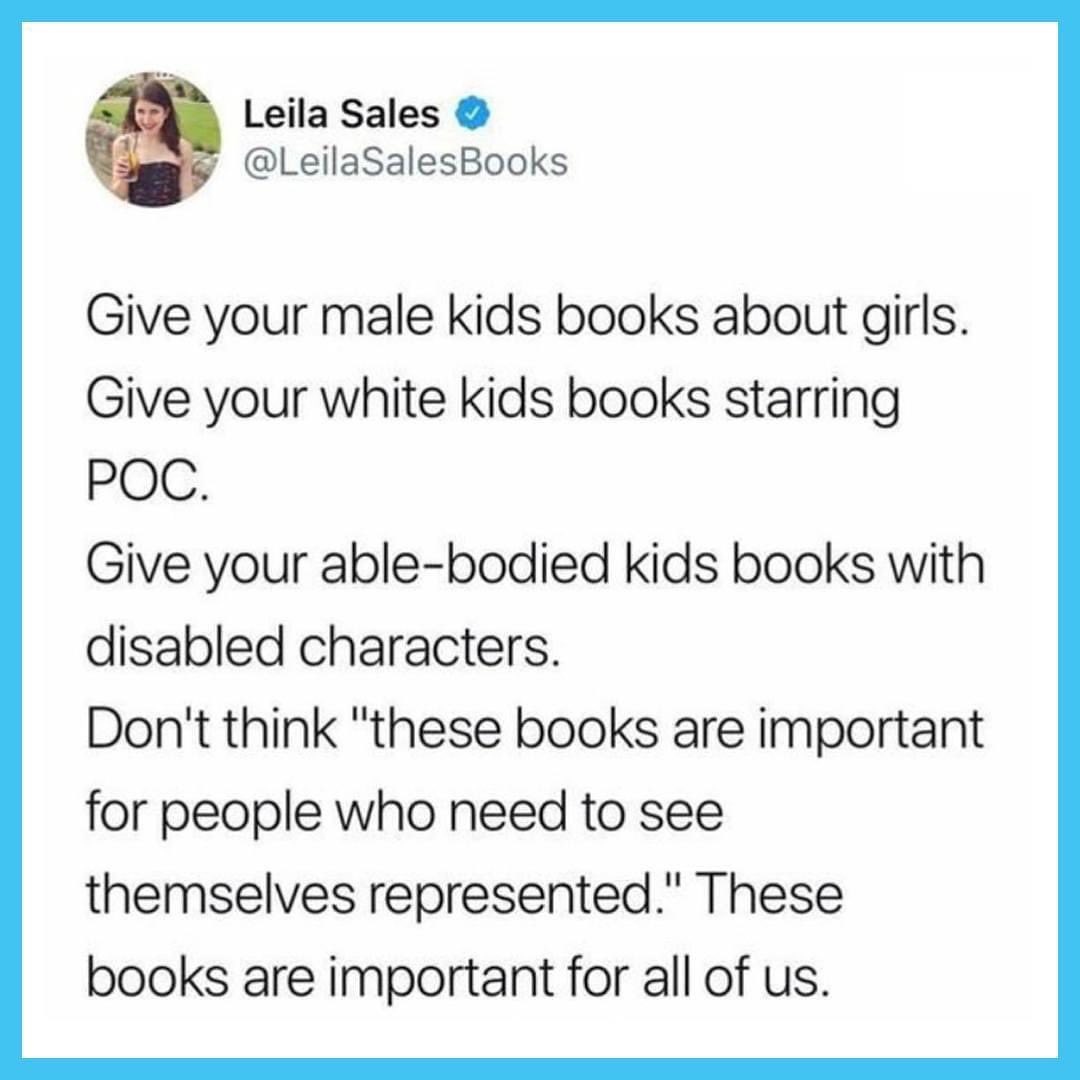 Leila Sales
@LeilaSalesBooks
Give your male kids books about girls.
Give your white kids books starring
POC.
Give your able-bodied kids books with
disabled characters.
Don't think "these books are important
for people who need to see
themselves represented." These
books are important for all of us.